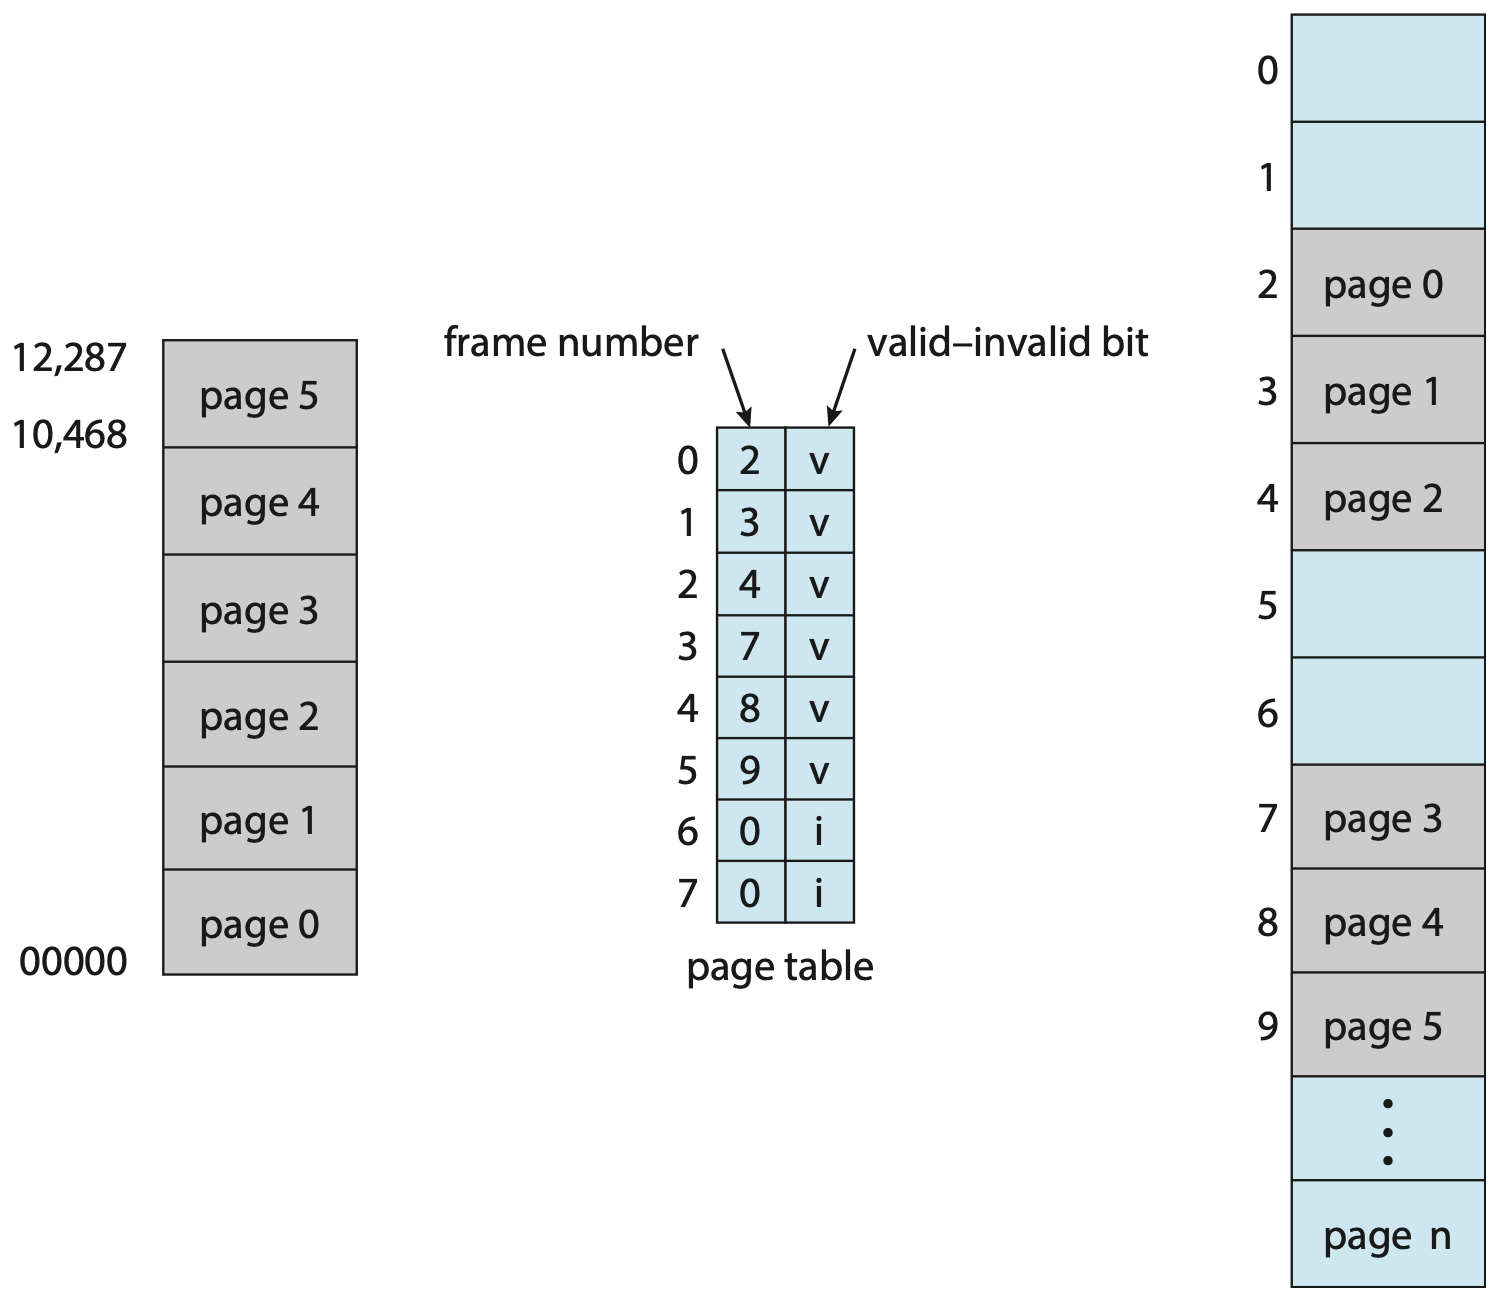 12,287
page 5
10,468
page 4
page 3
page 2
page 1
page 0
00000
frame number
valid–invalid bit
0 2 v
1 3 v
2 4 v
3 7 v
4 8 v
5 9 v
6 0 i
7 0 i
page table
0
1
2 page 0
3 page 1
4 page 2
5
6
7 page 3
8 page 4
9 page 5
page n